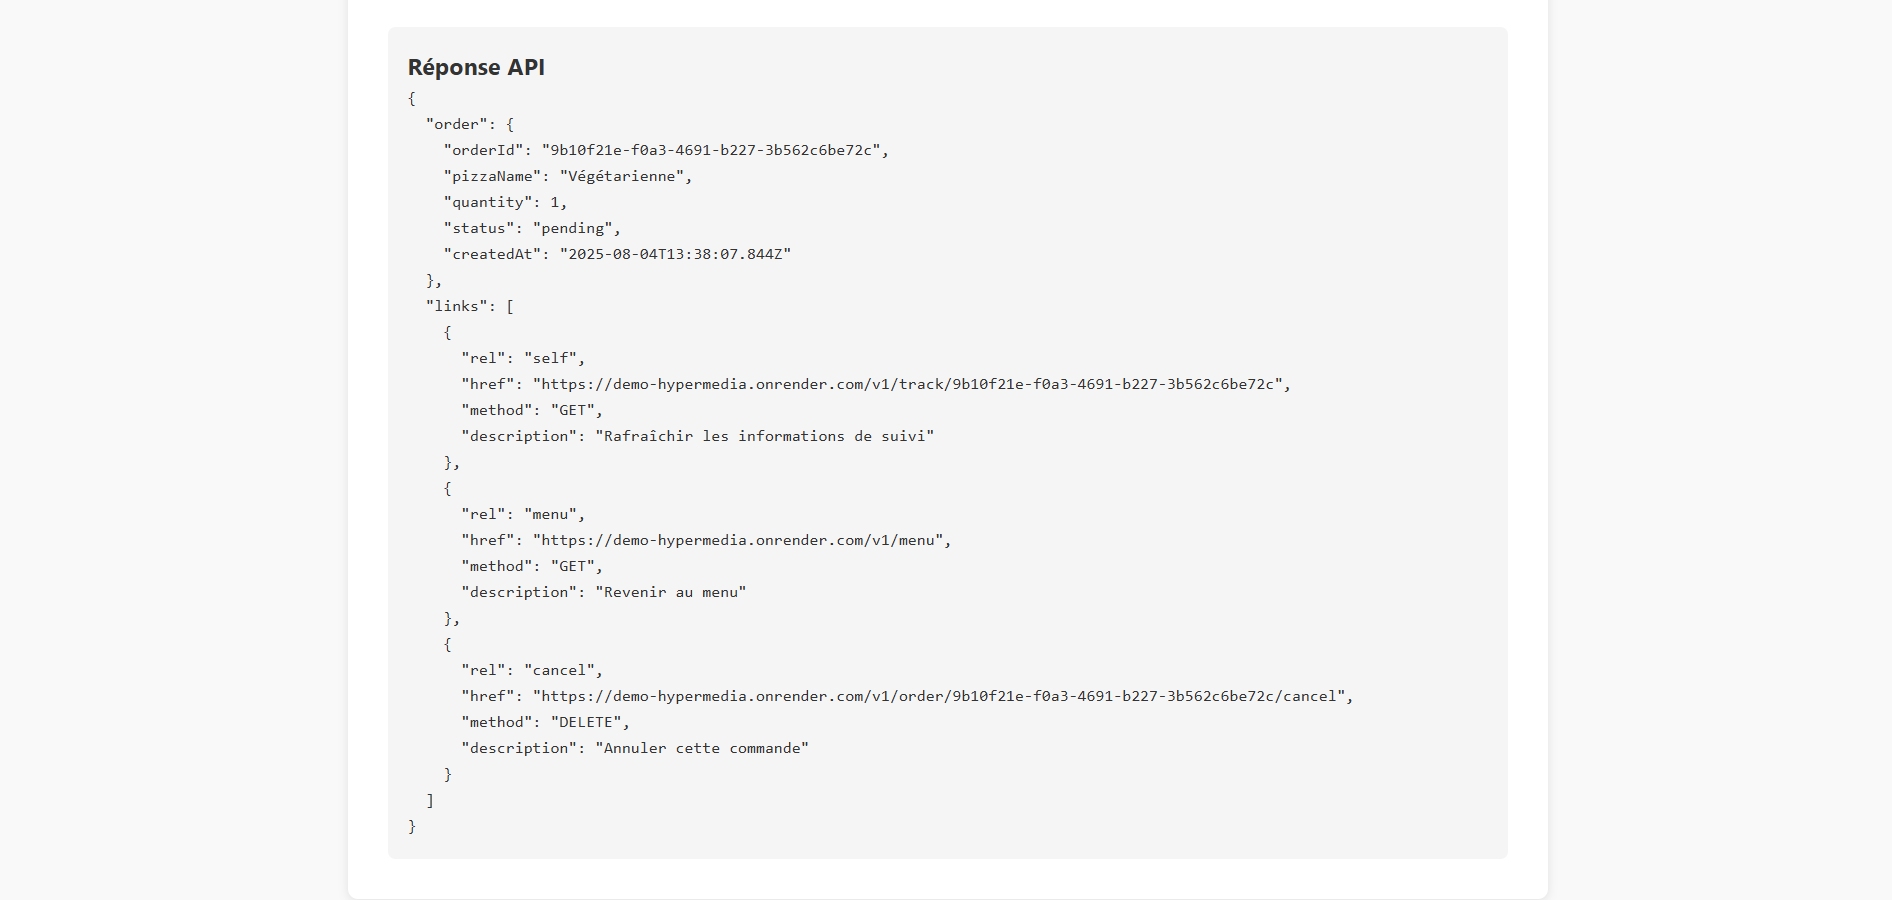 Réponse API
{
  "order": {
    "orderId": "9b10f21e-f0a3-4691-b227-3b562c6be72c",
    "pizzaName": "Végétarienne",
    "quantity": 1,
    "status": "pending",
    "createdAt": "2025-08-04T13:38:07.844Z"
  },
  "links": [
    {
      "rel": "self",
      "href": "https://demo-hypermedia.onrender.com/v1/track/9b10f21e-f0a3-4691-b227-3b562c6be72c",
      "method": "GET",
      "description": "Rafraîchir les informations de suivi"
    },
    {
      "rel": "menu",
      "href": "https://demo-hypermedia.onrender.com/v1/menu",
      "method": "GET",
      "description": "Revenir au menu"
    },
    {
      "rel": "cancel",
      "href": "https://demo-hypermedia.onrender.com/v1/order/9b10f21e-f0a3-4691-b227-3b562c6be72c/cancel",
      "method": "DELETE",
      "description": "Annuler cette commande"
    }
  ]
}